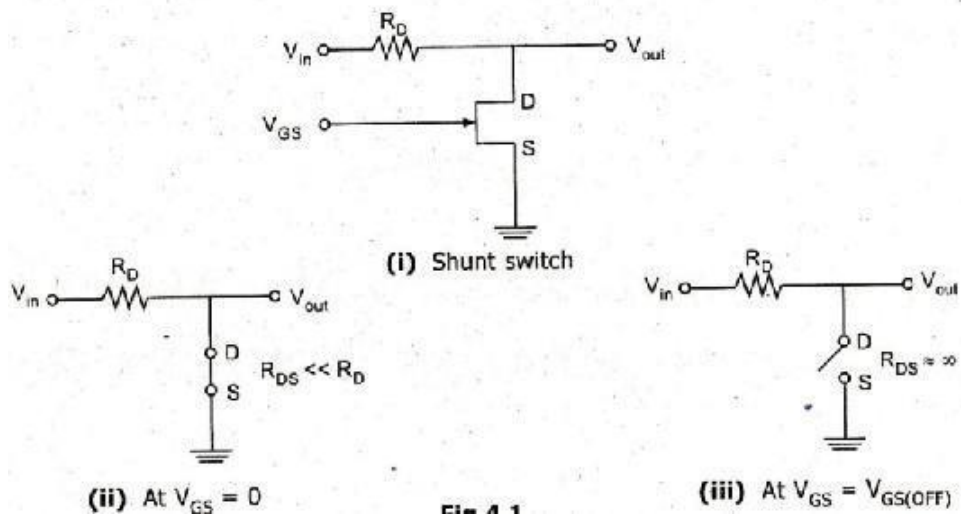 R_D
V_in V_out
D
V_GS
S
(i) Shunt switch
R_D
V_in V_out
D
R_DS << R_D
S
(ii) At V_GS = 0
R_D
V_in V_out
D
R_DS ≈ ∞
S
(iii) At V_GS = V_GS(OFF)
Fig 4.1